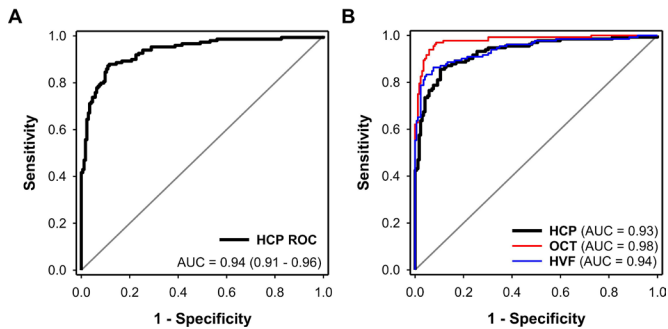 A
1.0
0.8
0.6
0.4
0.2
0.0
Sensitivity
HCP ROC
AUC = 0.94 (0.91 - 0.96)
0.0 0.2 0.4 0.6 0.8 1.0
1 - Specificity
B
1.0
0.8
0.6
0.4
0.2
0.0
Sensitivity
HCP (AUC = 0.93)
OCT (AUC = 0.98)
HVF (AUC = 0.94)
0.0 0.2 0.4 0.6 0.8 1.0
1 - Specificity